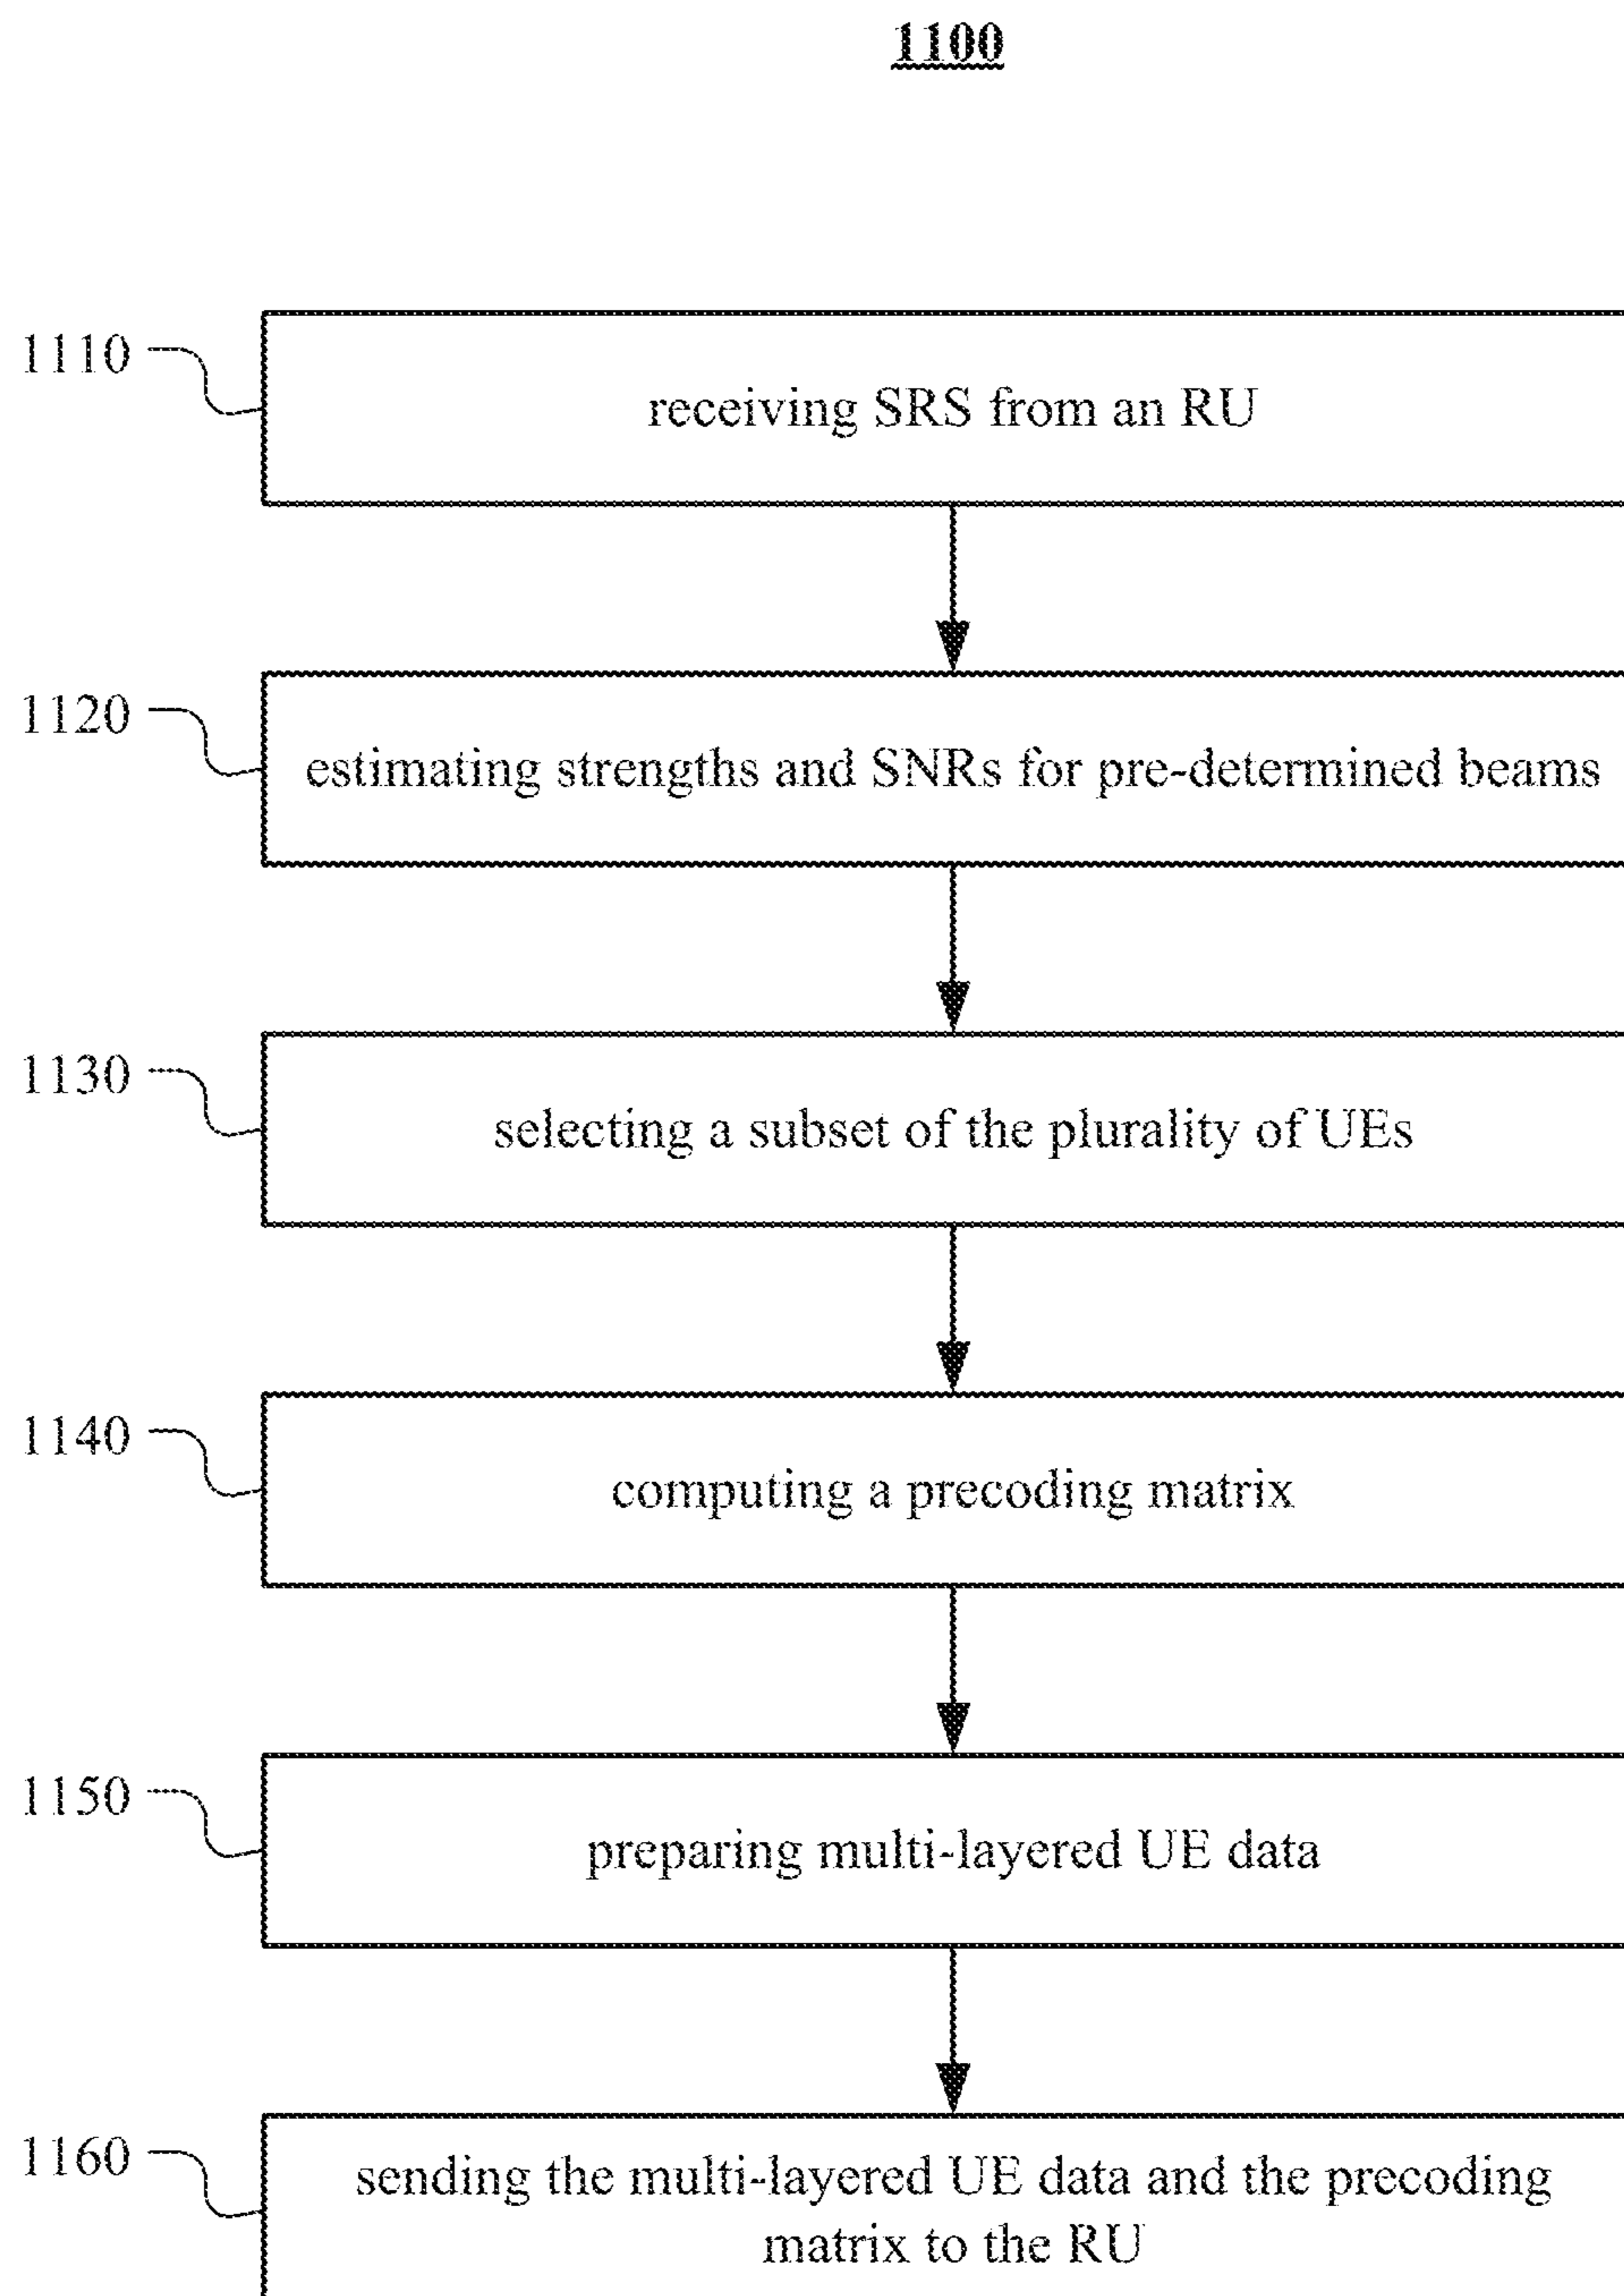 1100
1110
receiving SRS from an RU
1120
estimating strengths and SNRs for pre-determined beams
1130
selecting a subset of the plurality of UEs
1140
computing a precoding matrix
1150
preparing multi-layered UE data
1160
sending the multi-layered UE data and the precoding
matrix to the RU